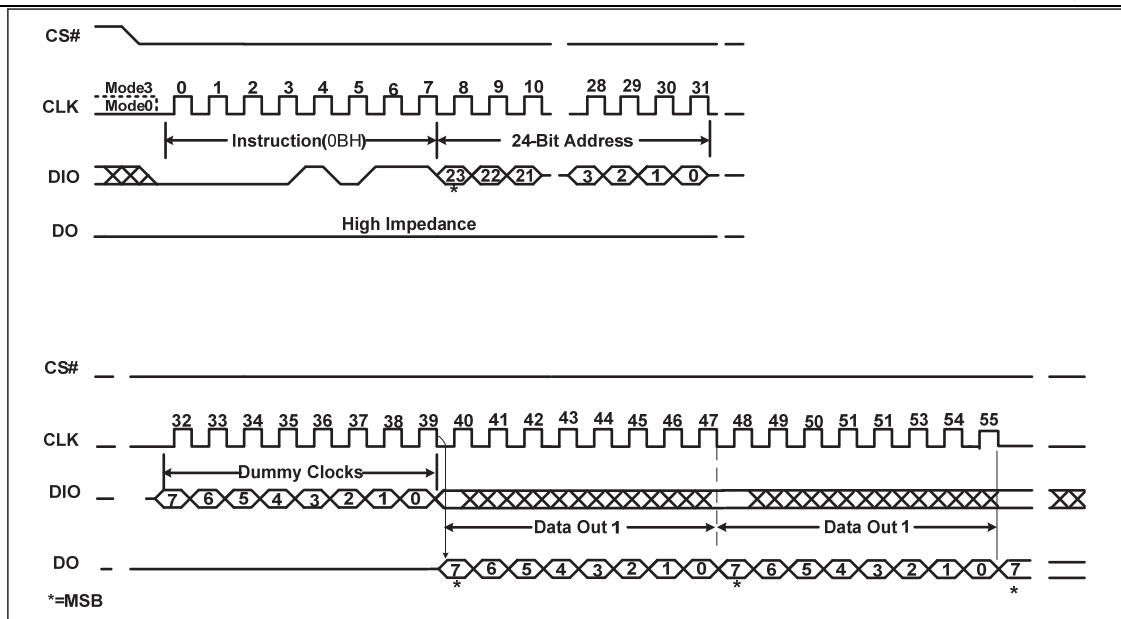 CS#
Mode3 0 1 2 3 4 5 6 7 8 9 10 28 29 30 31
CLK Mode0
Instruction(0BH) 24-Bit Address
DIO 23 22 21 3 2 1 0
*
High Impedance
DO
CS#
32 33 34 35 36 37 38 39 40 41 42 43 44 45 46 47 48 49 50 51 51 53 54 55
CLK
Dummy Clocks
DIO 7 6 5 4 3 2 1 0
Data Out 1 Data Out 1
DO 7 6 5 4 3 2 1 0 7 6 5 4 3 2 1 0 7
* * *
*=MSB